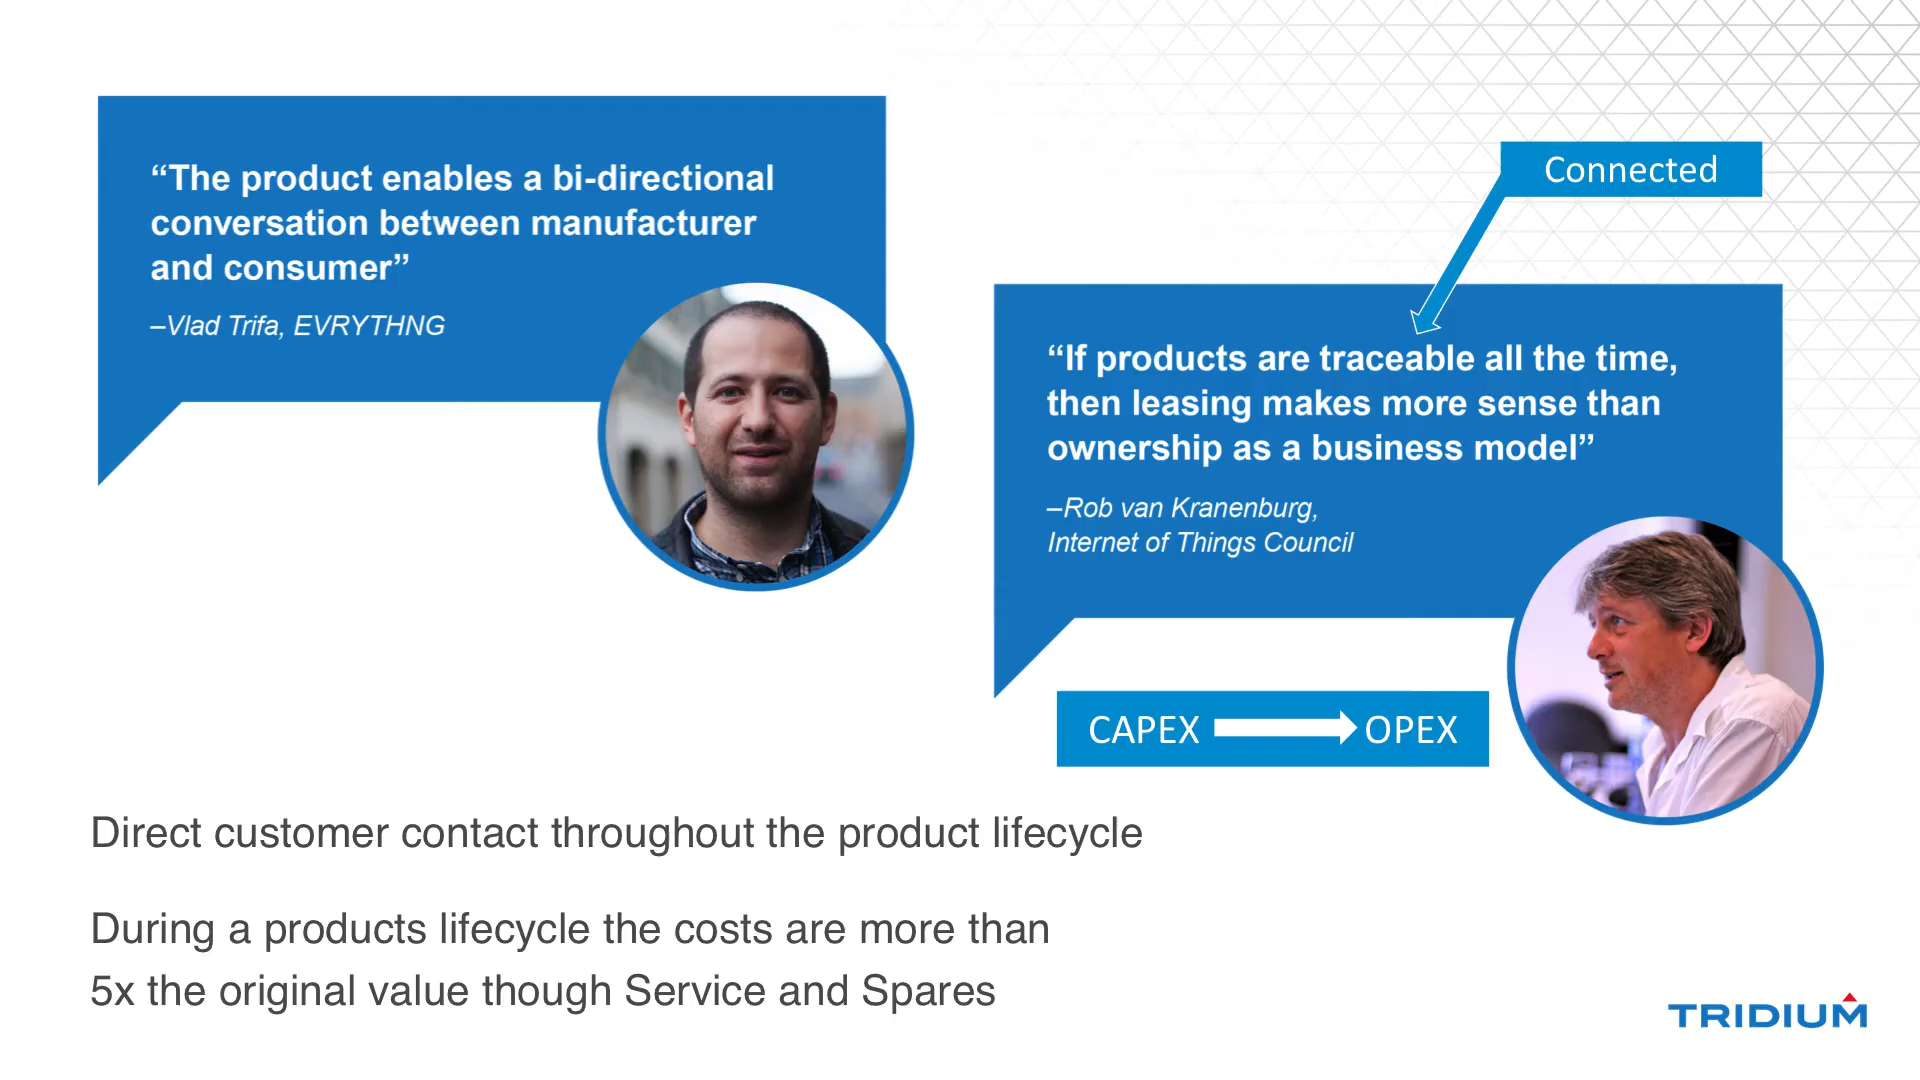 “The product enables a bi-directional
conversation between manufacturer
and consumer”
–Vlad Trifa, EVRYTHNG
Connected
“If products are traceable all the time,
then leasing makes more sense than
ownership as a business model”
–Rob van Kranenburg,
Internet of Things Council
CAPEX OPEX
Direct customer contact throughout the product lifecycle
During a products lifecycle the costs are more than
5x the original value though Service and Spares
TRIDIUM